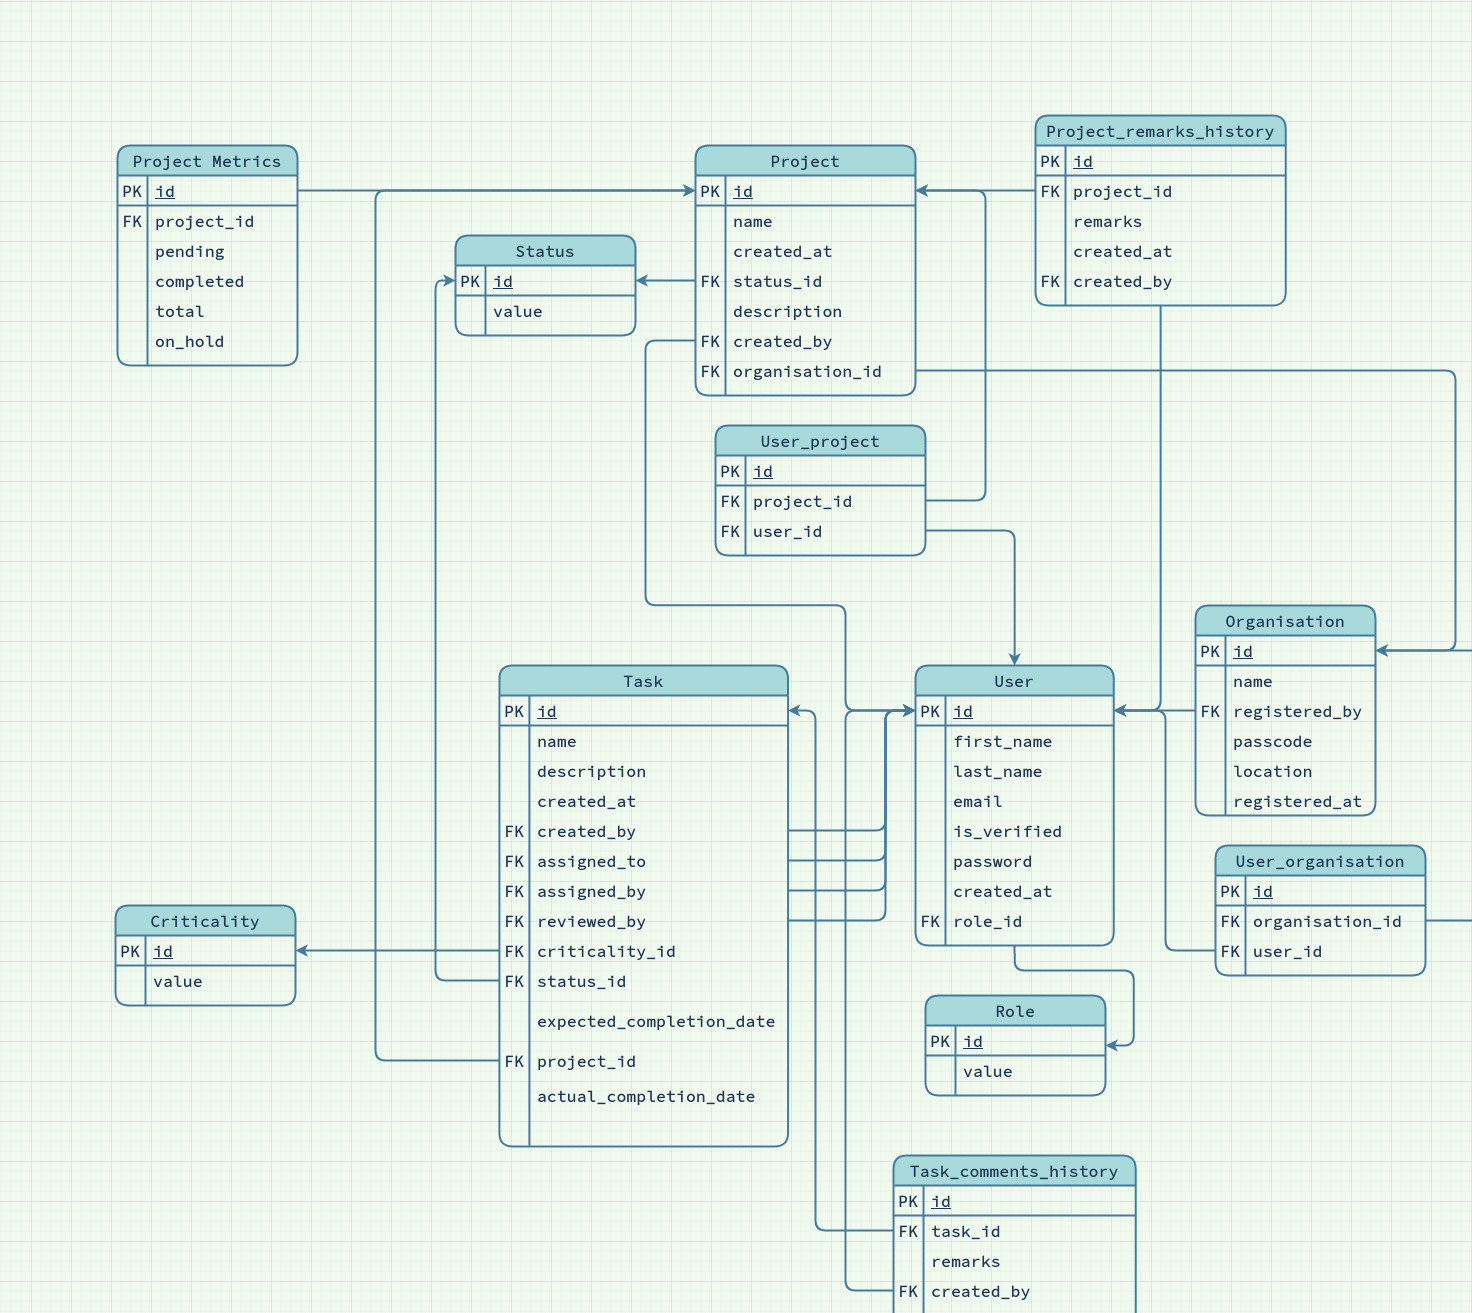 Project Metrics
PK id
FK project_id
pending
completed
total
on_hold
Status
PK id
value
Project
PK id
name
created_at
FK status_id
description
FK created_by
FK organisation_id
Project_remarks_history
PK id
FK project_id
remarks
created_at
FK created_by
User_project
PK id
FK project_id
FK user_id
Task
PK id
name
description
created_at
FK created_by
FK assigned_to
FK assigned_by
FK reviewed_by
FK criticality_id
FK status_id
expected_completion_date
FK project_id
actual_completion_date
User
PK id
first_name
last_name
email
is_verified
password
created_at
FK role_id
Organisation
PK id
name
FK registered_by
passcode
location
registered_at
User_organisation
PK id
FK organisation_id
FK user_id
Criticality
PK id
value
Role
PK id
value
Task_comments_history
PK id
FK task_id
remarks
FK created_by